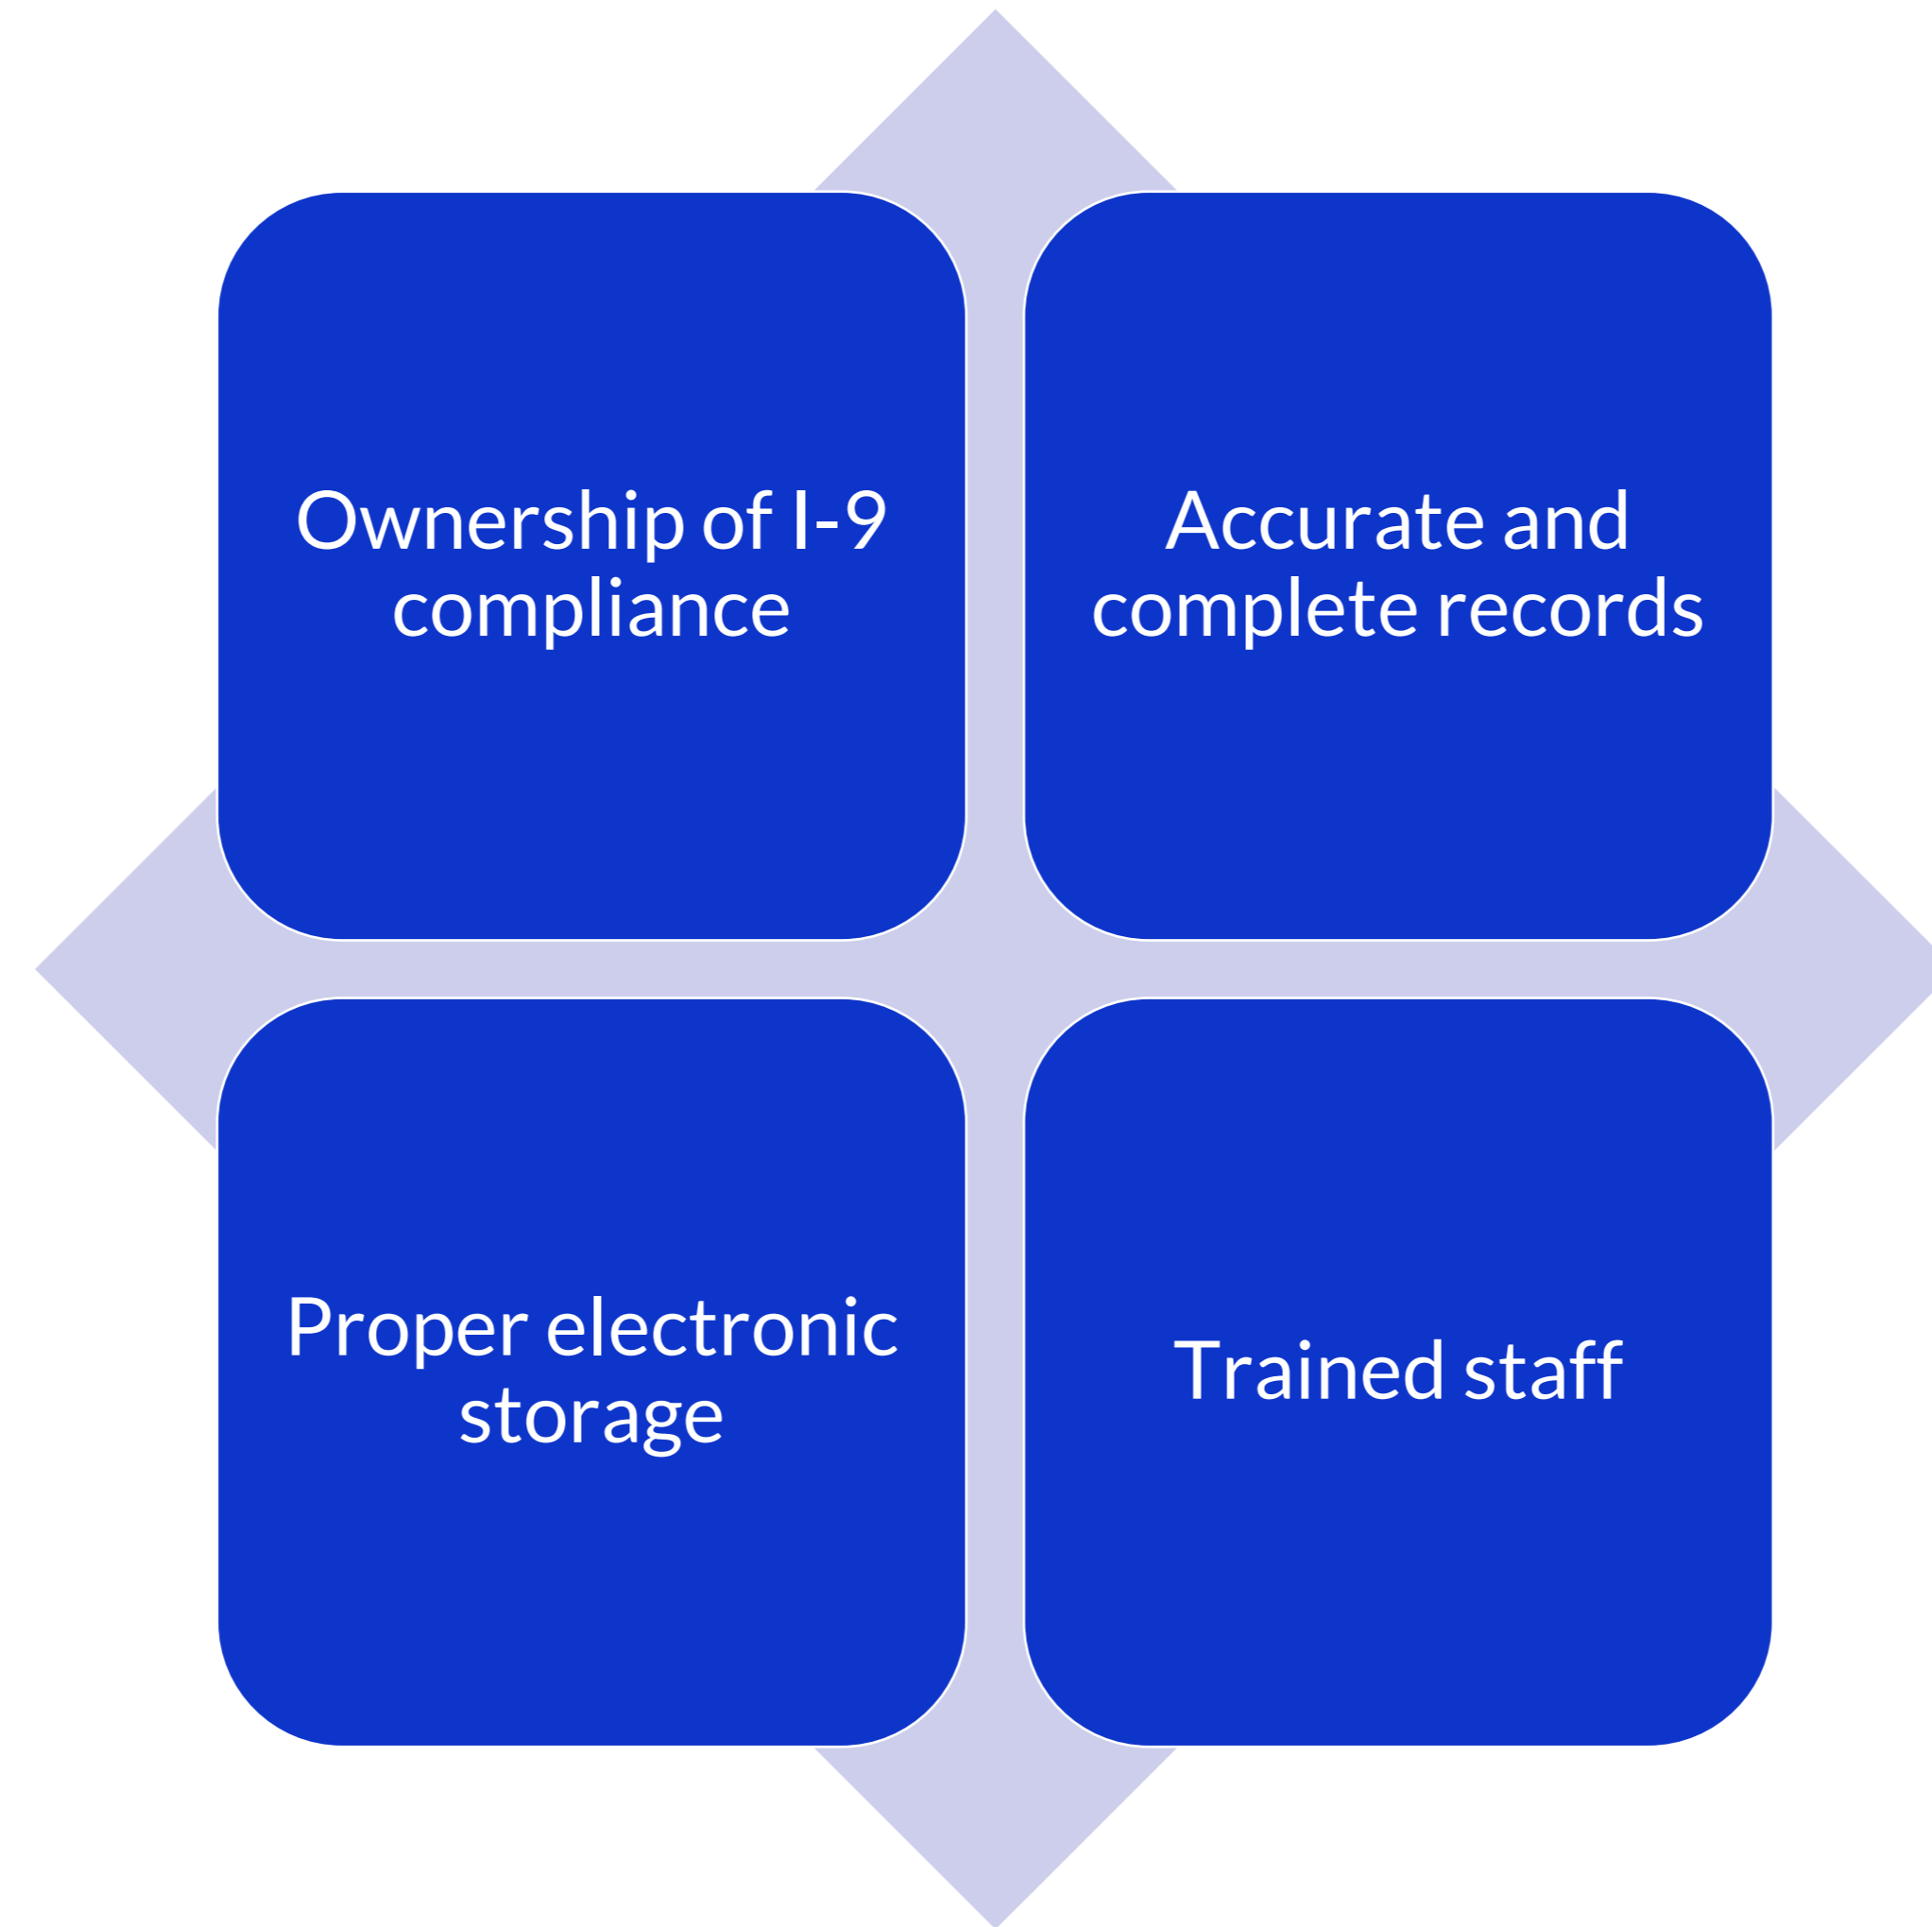 Ownership of I-9
compliance
Accurate and
complete records
Proper electronic
storage
Trained staff